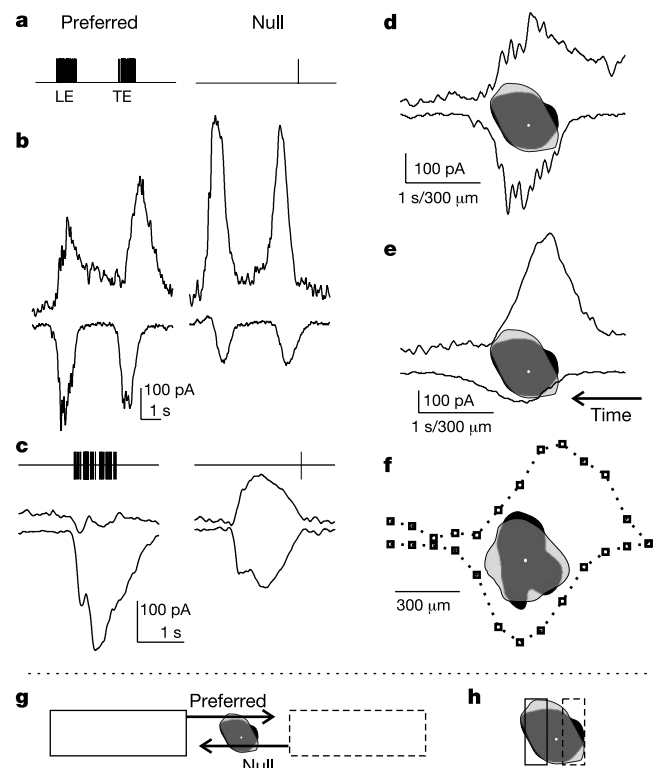 a
Preferred
Null
LE
TE
b
100 pA
1 s
c
100 pA
1 s
d
100 pA
1 s/300 μm
e
100 pA
1 s/300 μm
Time
f
300 μm
g
Preferred
Null
h